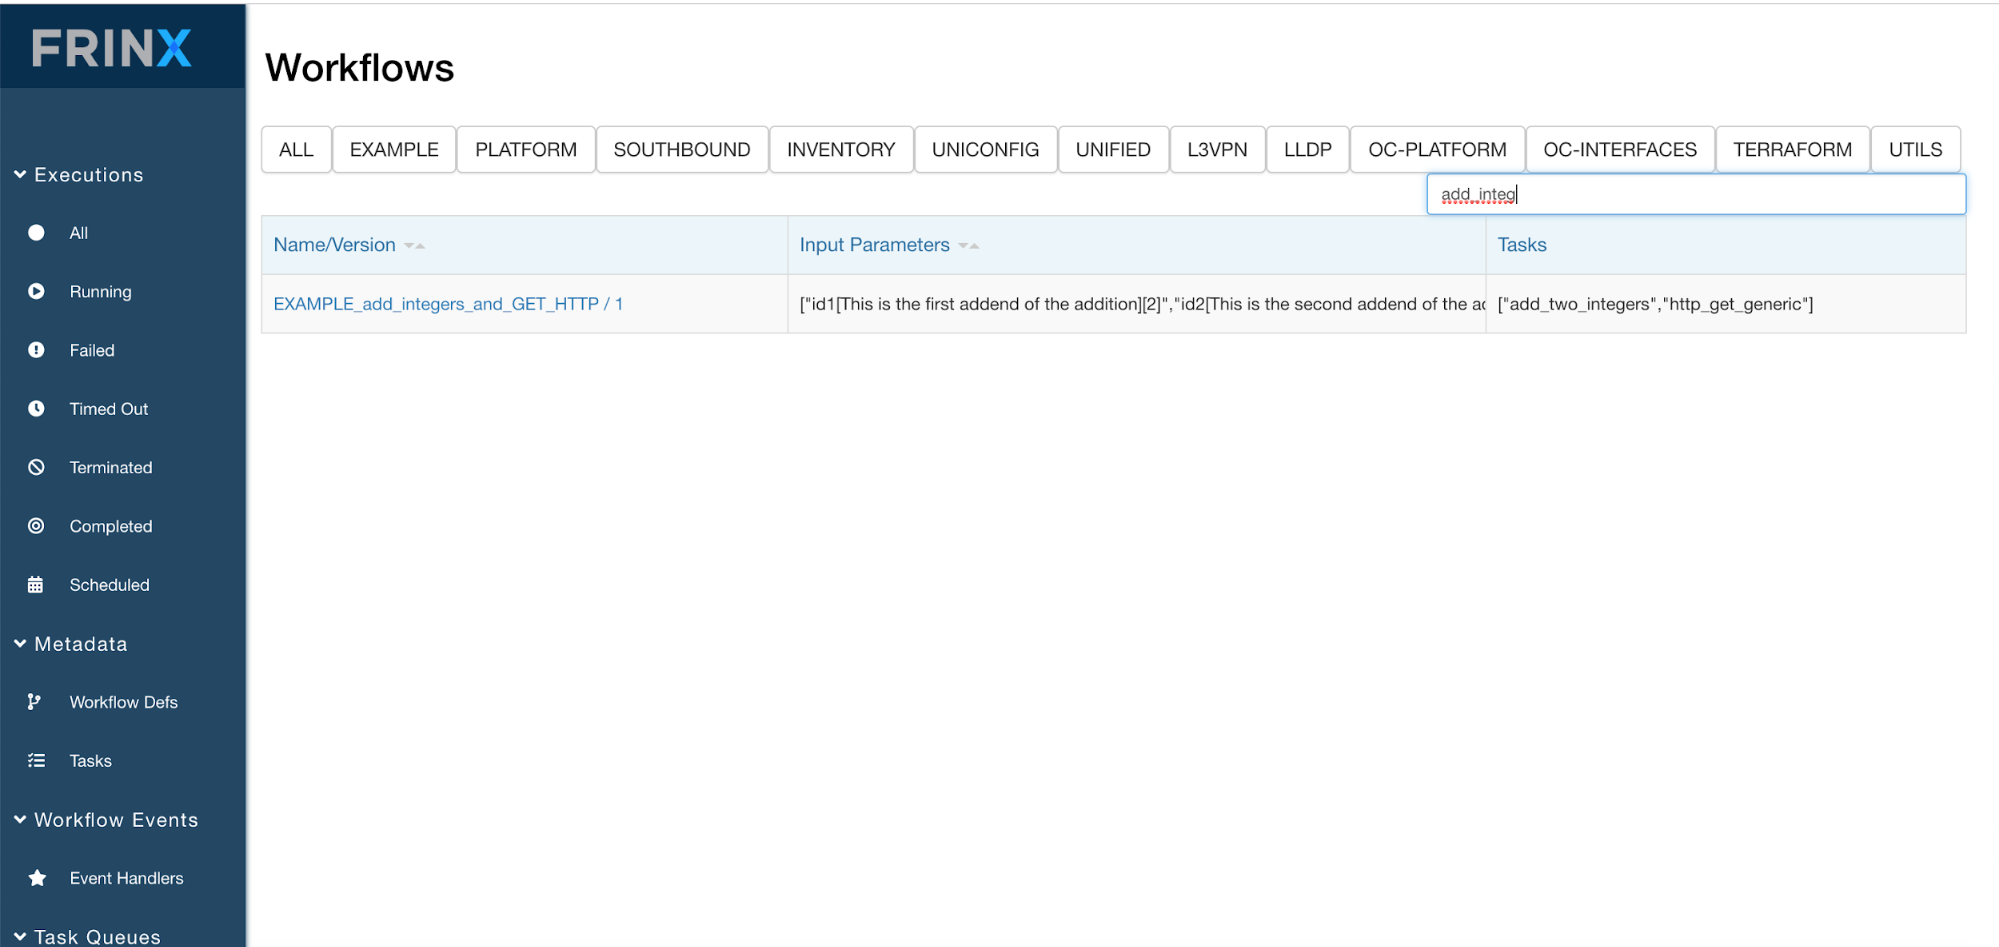 FRINX
Executions
All
Running
Failed
Timed Out
Terminated
Completed
Scheduled
Metadata
Workflow Defs
Tasks
Workflow Events
Event Handlers
Task Queues
Workflows
ALL EXAMPLE PLATFORM SOUTHBOUND INVENTORY UNICONFIG UNIFIED L3VPN LLDP OC-PLATFORM OC-INTERFACES TERRAFORM UTILS
add_integ
Name/Version Input Parameters Tasks
EXAMPLE_add_integers_and_GET_HTTP / 1 ["id1[This is the first addend of the addition][2]","id2[This is the second addend of the ad ["add_two_integers","http_get_generic"]